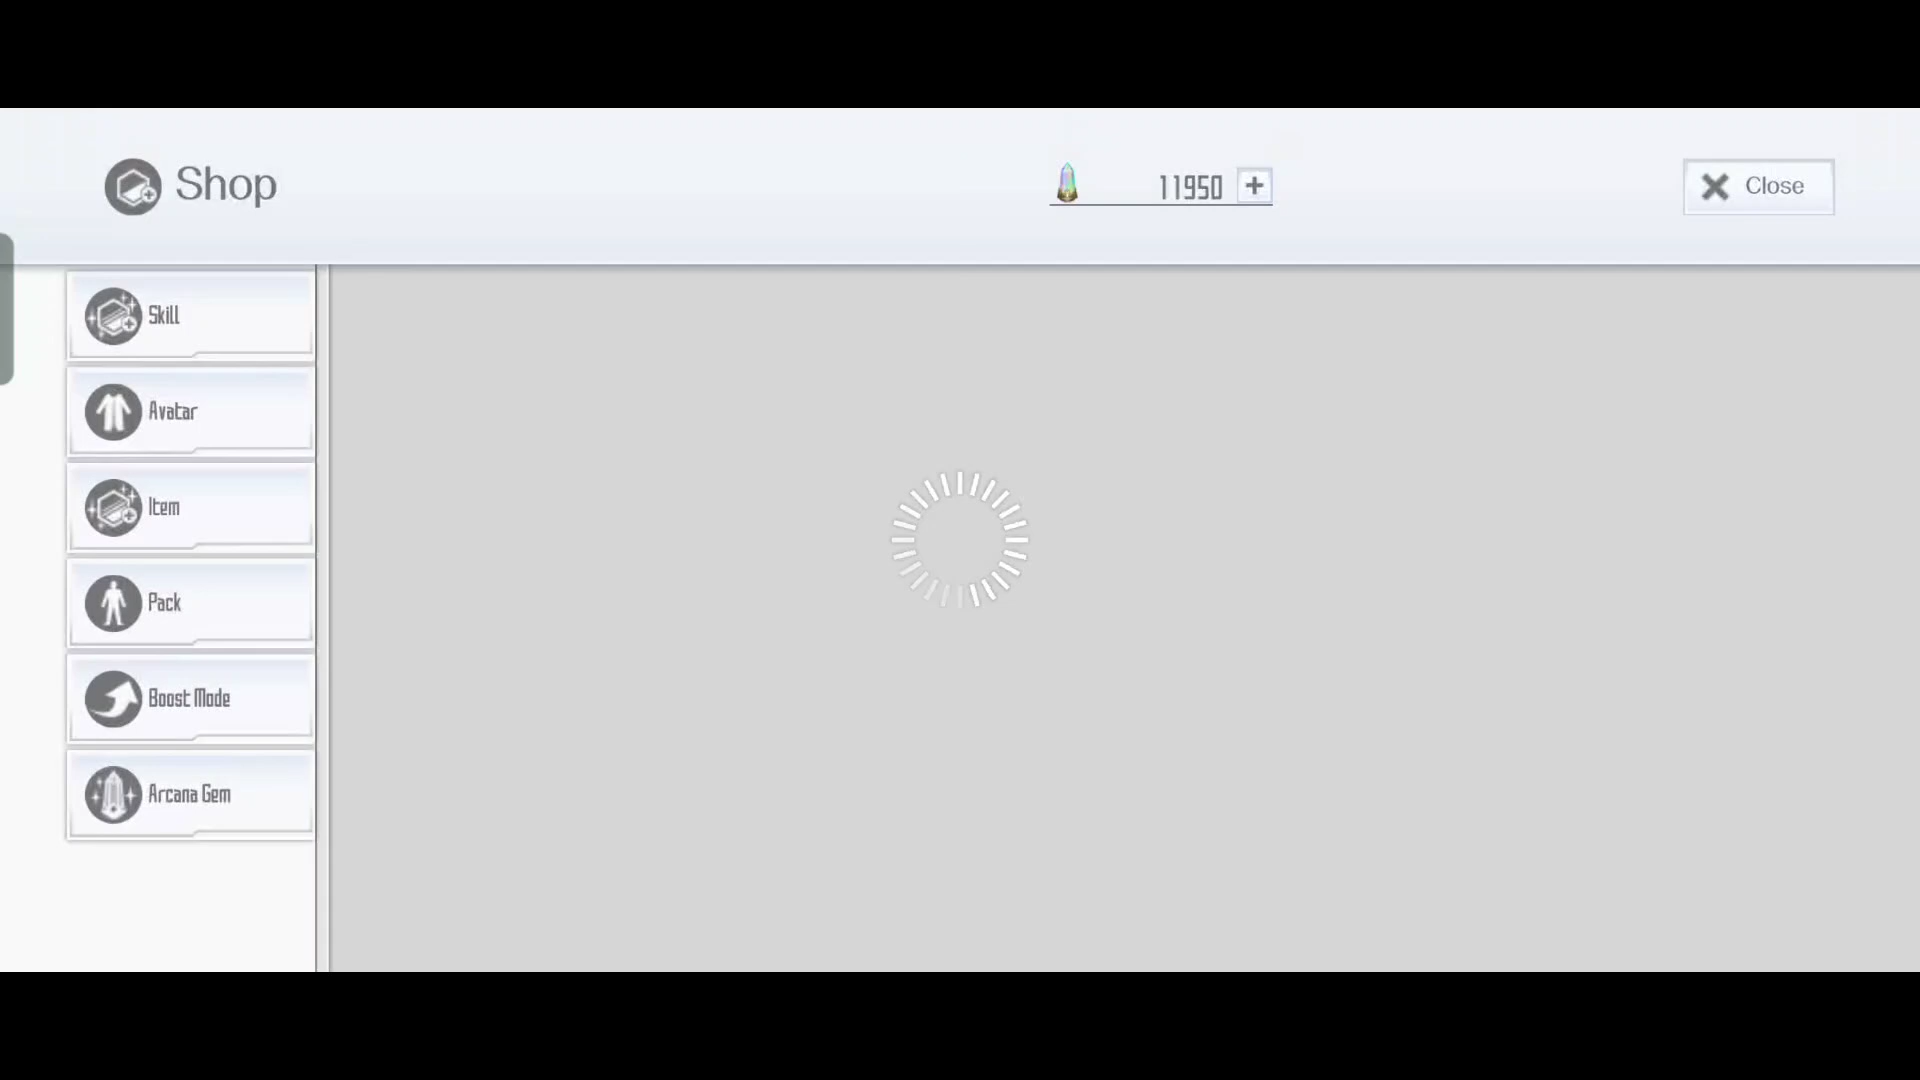 Shop
11950
Close
Skill
Avatar
Item
Pack
Boost Mode
Arcana Gem